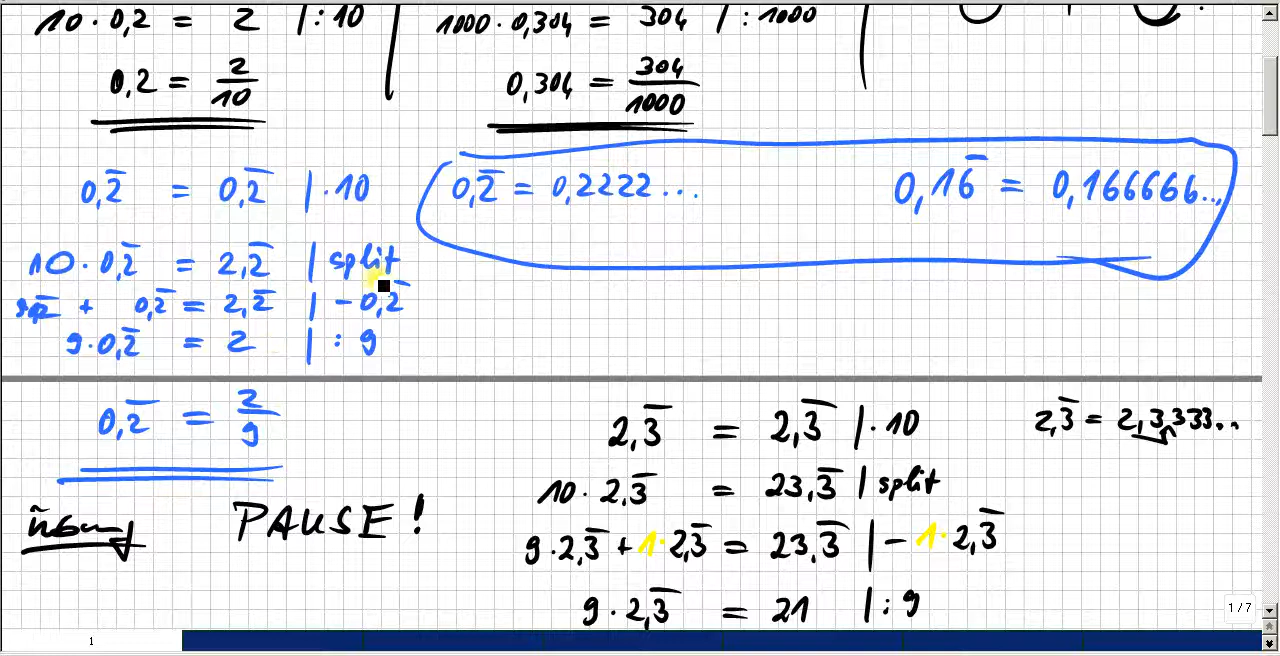 10 · 0,2 = 2 | : 10
0,2 = 2/10
1000 · 0,304 = 304 | : 1000
0,304 = 304/1000
0,2̅ = 0,2̅ | · 10
0,2̅ = 0,2222...
0,16̅ = 0,166666...
10 · 0,2̅ = 2,2̅ | split
+ 0,2̅ = 2,2̅ | − 0,2̅
9 · 0,2̅ = 2 | : 9
0,2̅ = 2/9
Übung
PAUSE!
2,3̅ = 2,3̅ | · 10
10 · 2,3̅ = 23,3̅ | split
9 · 2,3̅ + 1 · 2,3̅ = 23,3̅ | − 1 · 2,3̅
9 · 2,3̅ = 21 | : 9
2,3̅ = 2,3,333..
1 / 7
1